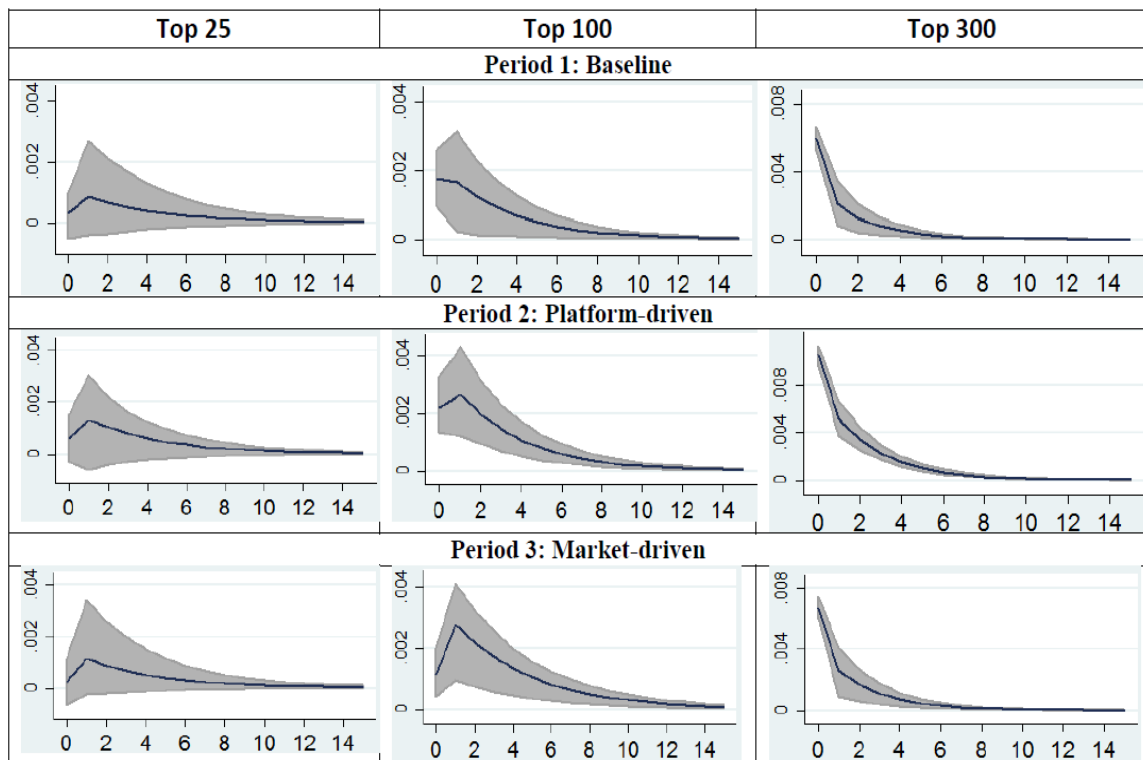 Top 25 Top 100 Top 300
Period 1: Baseline
.004 .004 .008
.002 .002 .004
0 0 0
0 2 4 6 8 10 12 14 0 2 4 6 8 10 12 14 0 2 4 6 8 10 12 14
Period 2: Platform-driven
.004 .004 .008
.002 .002 .004
0 0 0
0 2 4 6 8 10 12 14 0 2 4 6 8 10 12 14 0 2 4 6 8 10 12 14
Period 3: Market-driven
.004 .004 .008
.002 .002 .004
0 0 0
0 2 4 6 8 10 12 14 0 2 4 6 8 10 12 14 0 2 4 6 8 10 12 14